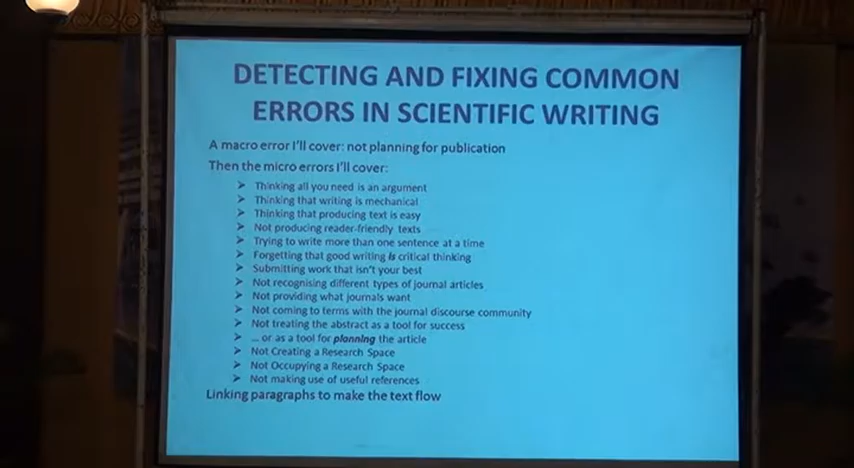 DETECTING AND FIXING COMMON
ERRORS IN SCIENTIFIC WRITING
A macro error I'll cover: not planning for publication
Then the micro errors I'll cover:
➢ Thinking all you need is an argument
➢ Thinking that writing is mechanical
➢ Thinking that producing text is easy
➢ Not producing reader-friendly texts
➢ Trying to write more than one sentence at a time
➢ Forgetting that good writing is critical thinking
➢ Submitting work that isn't your best
➢ Not recognising different types of journal articles
➢ Not providing what journals want
➢ Not coming to terms with the journal discourse community
➢ Not treating the abstract as a tool for success
➢ ... or as a tool for planning the article
➢ Not Creating a Research Space
➢ Not Occupying a Research Space
➢ Not making use of useful references
Linking paragraphs to make the text flow